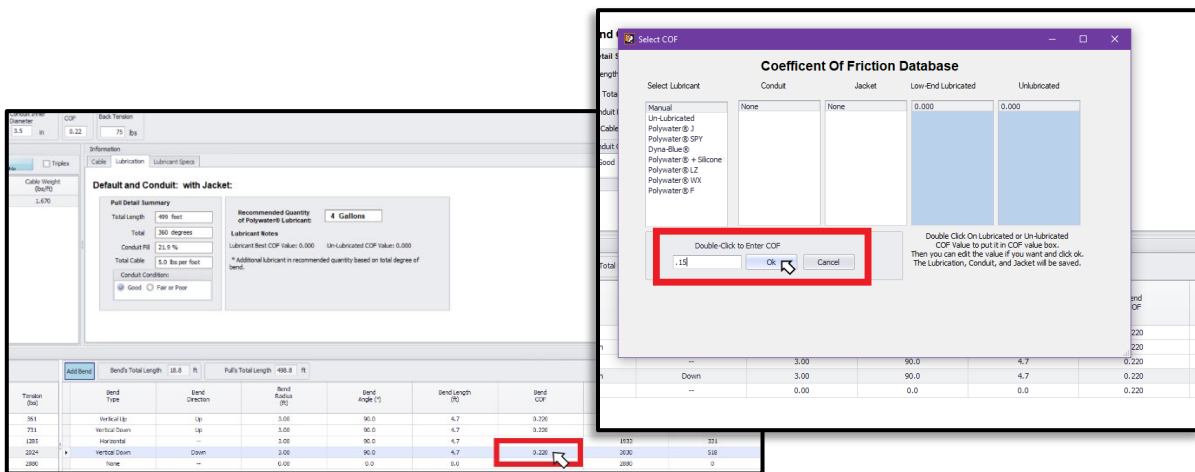 Diameter
3.5 in
COF
0.22
Back Tension
75 lbs
Triplex
Cable Weight
(lbs/ft)
1.670
Information
Cable Lubrication Lubricant Specs
Default and Conduit: with Jacket:
Pull Detail Summary
Total Length 499 feet
Total 360 degrees
Conduit Fill 21.9 %
Total Cable 5.0 lbs per foot
Conduit Condition:
Good Fair or Poor
Recommended Quantity
of Polywater® Lubricant: 4 Gallons
Lubricant Notes
Lubricant Best COF Value: 0.000 Un-Lubricated COF Value: 0.000
* Additional lubricant in recommended quantity based on total degree of
bend.
Add Bend Bend's Total Length 18.8 ft Pull's Total Length 498.8 ft
Tension
(lbs)
Bend
Type
Bend
Direction
Bend
Radius
(ft)
Bend
Angle (°)
Bend Length
(ft)
Bend
COF
361 Vertical Up Up 3.00 90.0 4.7 0.220
731 Vertical Down Up 3.00 90.0 4.7 0.220
1285 Horizontal -- 3.00 90.0 4.7 1933 331
2024 Vertical Down Down 3.00 90.0 4.7 0.220 3030 518
2880 None -- 0.00 0.0 0.0 2880 0
Select COF
Coefficent Of Friction Database
Select Lubricant Conduit Jacket Low-End Lubricated Unlubricated
Manual None None 0.000 0.000
Un-Lubricated
Polywater® J
Polywater® SPY
Dyna-Blue®
Polywater® + Silicone
Polywater® LZ
Polywater® WX
Polywater® F
Double-Click to Enter COF
.15 Ok Cancel
Double Click On Lubricated or Un-lubricated
COF Value to put it in COF value box.
Then you can edit the value if you want and click ok.
The Lubrication, Conduit, and Jacket will be saved.
Good
Total
220
220
-- 3.00 90.0 4.7 0.220
Down 3.00 90.0 4.7 0.220
-- 0.00 0.0 0.0 0.220